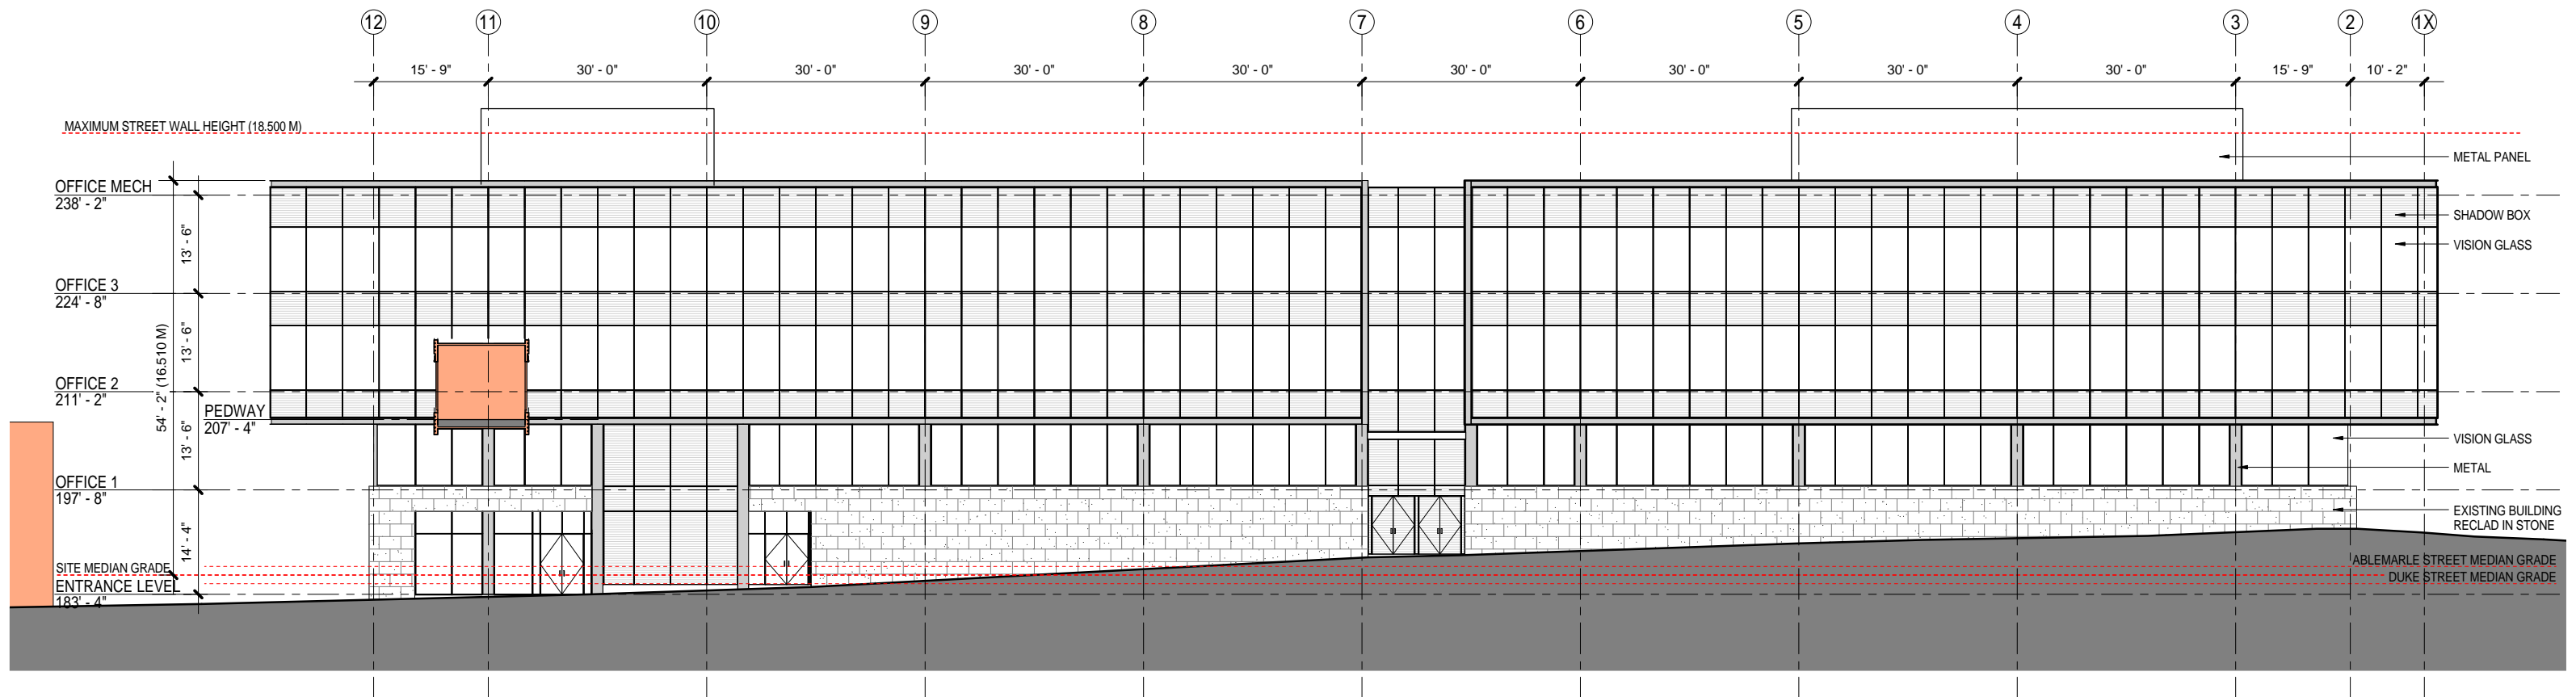 12 11 10 9 8 7 6 5 4 3 2 1X
15' - 9" 30' - 0" 30' - 0" 30' - 0" 30' - 0" 30' - 0" 30' - 0" 30' - 0" 30' - 0" 15' - 9" 10' - 2"
MAXIMUM STREET WALL HEIGHT (18.500 M)
METAL PANEL
OFFICE MECH
238' - 2"
SHADOW BOX
13' - 6"
VISION GLASS
OFFICE 3
224' - 8"
13' - 6"
54' - 2" (16.510 M)
OFFICE 2
211' - 2"
PEDWAY
207' - 4"
13' - 6"
VISION GLASS
METAL
OFFICE 1
197' - 8"
EXISTING BUILDING
RECLAD IN STONE
14' - 4"
ABLEMARLE STREET MEDIAN GRADE
SITE MEDIAN GRADE
DUKE STREET MEDIAN GRADE
ENTRANCE LEVEL
183' - 4"